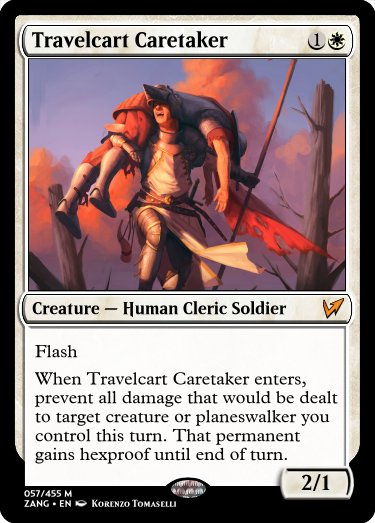 Travelcart Caretaker 1
Creature — Human Cleric Soldier
Flash
When Travelcart Caretaker enters,
prevent all damage that would be dealt
to target creature or planeswalker you
control this turn. That permanent
gains hexproof until end of turn.
2/1
057/455 M
ZANG • EN Korenzo Tomaselli